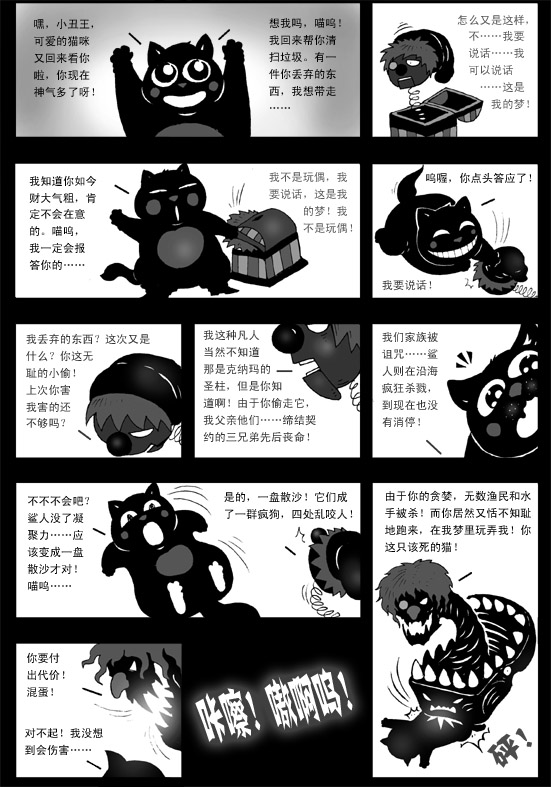 嘿，小丑王，
可爱的猫咪
又回来看你
啦，你现在
神气多了呀！
想我吗，喵呜！
我回来帮你清
扫垃圾。有一
件你丢弃的东
西，我想带走
……
怎么又是这样，
不……我要
说话……我
可以说话
……这是
我的梦！
我知道你如今
财大气粗，肯
定不会在意
的。喵呜，
我一定会报
答你的……
我不是玩偶，我
要说话，这是我
的梦！我
不是玩偶！
呜喔，你点头答应了！
我要说话！
我丢弃的东西？这次又是
什么？你这无
耻的小偷！
上次你害
我害的还
不够吗？
我这种凡人
当然不知道
那是克纳玛的
圣柱，但是你知
道啊！由于你偷走它，
我父亲他们……缔结契
约的三兄弟先后丧命！
我们家族被
诅咒……鲨
人则在沿海
疯狂杀戮，
到现在也没
有消停！
不不不会吧？
鲨人没了凝
聚力……应
该变成一盘
散沙才对！
喵呜……
是的，一盘散沙！它们成
了一群疯狗，四处乱咬人！
由于你的贪婪，无数渔民和水
手被杀！而你居然又恬不知耻
地跑来，在我梦里玩弄我！你
这只该死的猫！
砰！
你要付
出代价！
混蛋！
对不起！我没想
到会伤害……
咔嚓！嗷啊呜！